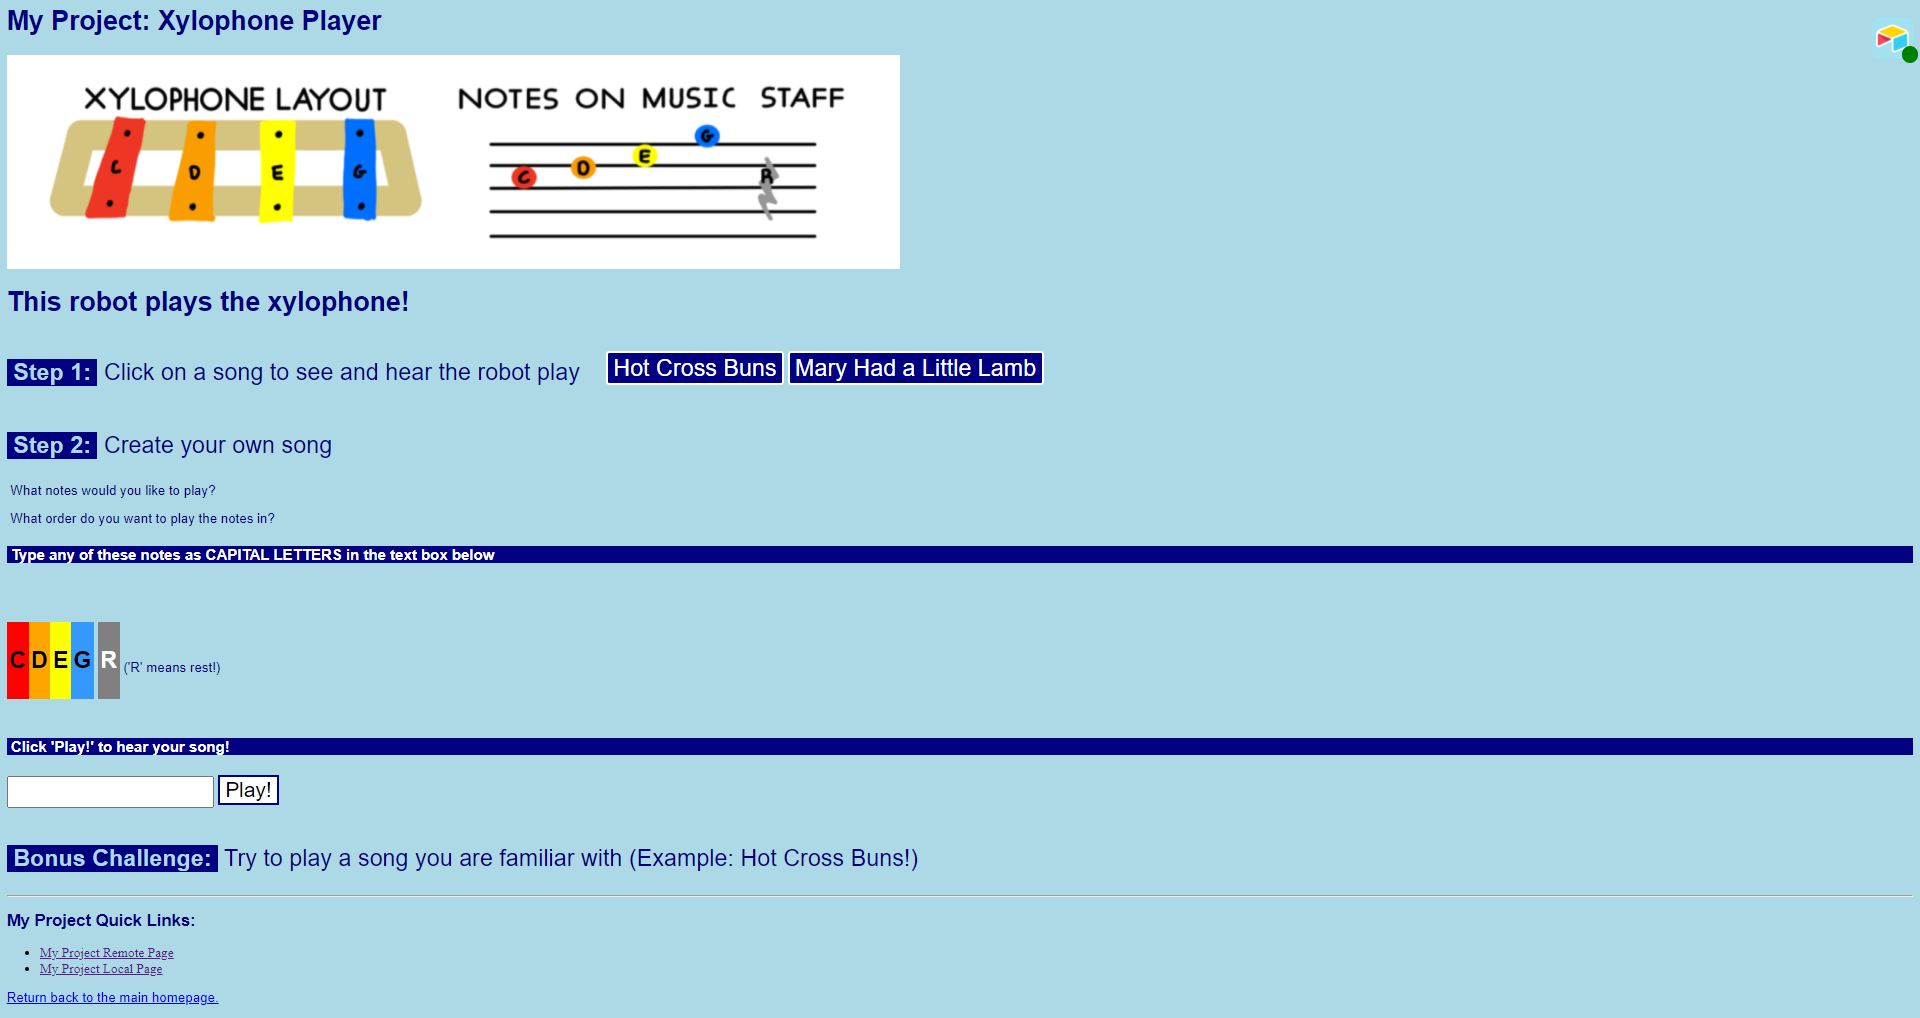 My Project: Xylophone Player
XYLOPHONE LAYOUT
C D E G
NOTES ON MUSIC STAFF
C D E G R
This robot plays the xylophone!
Step 1: Click on a song to see and hear the robot play Hot Cross Buns Mary Had a Little Lamb
Step 2: Create your own song
What notes would you like to play?
What order do you want to play the notes in?
Type any of these notes as CAPITAL LETTERS in the text box below
C D E G R ('R' means rest!)
Click 'Play!' to hear your song!
Play!
Bonus Challenge: Try to play a song you are familiar with (Example: Hot Cross Buns!)
My Project Quick Links:
My Project Remote Page
My Project Local Page
Return back to the main homepage.